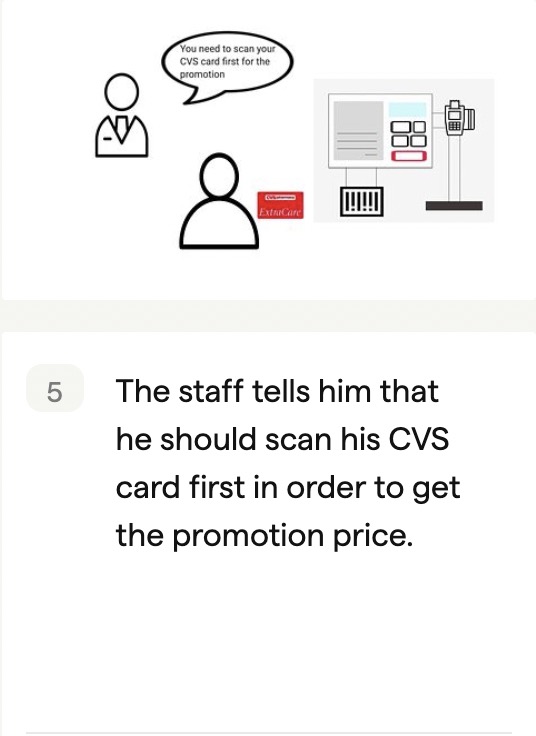 You need to scan your
CVS card first for the
promotion
ExtraCare
5
The staff tells him that
he should scan his CVS
card first in order to get
the promotion price.